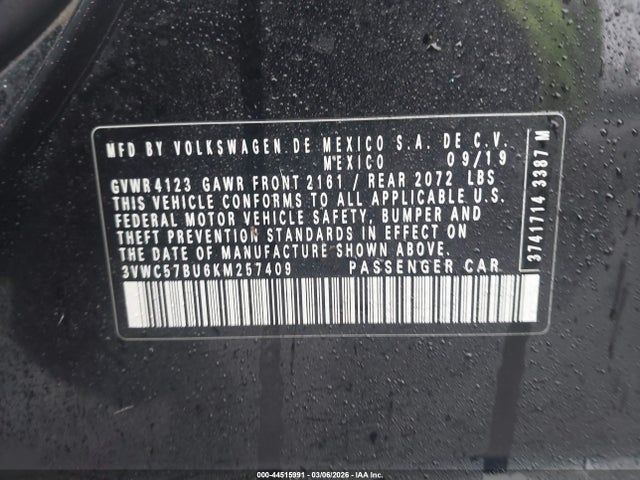 MFD BY VOLKSWAGEN DE MEXICO S.A. DE C.V.
MEXICO 09/19
GVWR 4123 GAWR FRONT 2161 / REAR 2072 LBS
THIS VEHICLE CONFORMS TO ALL APPLICABLE U.S.
FEDERAL MOTOR VEHICLE SAFETY, BUMPER AND
THEFT PREVENTION STANDARDS IN EFFECT ON
THE DATE OF MANUFACTURE SHOWN ABOVE.
3VWC57BU6KM257409 PASSENGER CAR
3741714 3387 M
000-44515991 | 03/06/2026 | IAA Inc.